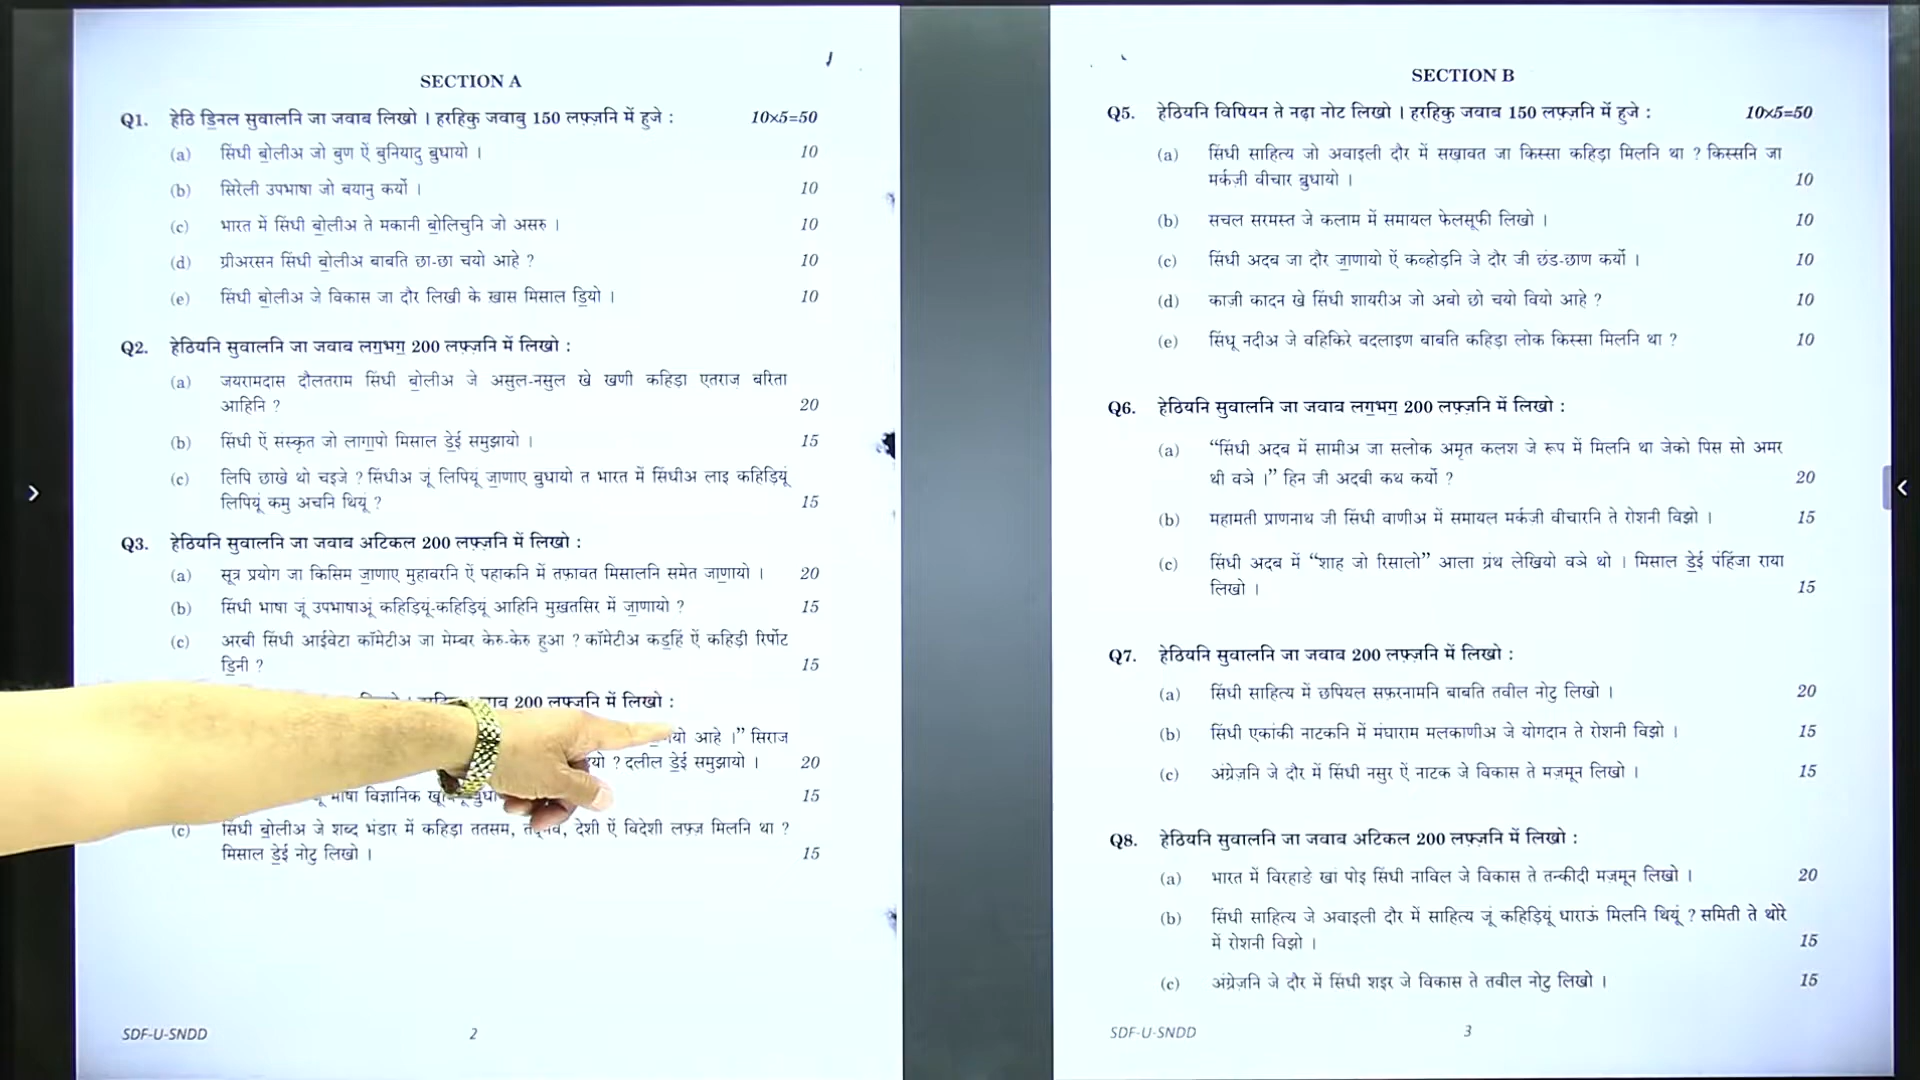 SECTION A
Q1. हेठि डि॒नल सुवालनि जा जवाब लिखो । हरहिकु जवाबु 150 लफ़्ज़नि में हुजे : 10×5=50
(a) सिंधी बो॒लीअ जो बुण ऐं बुनियादु बु॒धायो । 10
(b) सिरेली उपभाषा जो बयानु कर्यो । 10
(c) भारत में सिंधी बो॒लीअ ते मकानी बो॒लिचुनि जो असरु । 10
(d) ग्रीअरसन सिंधी बो॒लीअ बाबति छा-छा चयो आहे ? 10
(e) सिंधी बो॒लीअ जे विकास जा दौर लिखी के ख़ास मिसाल डि॒यो । 10
Q2. हेठियनि सुवालनि जा जवाब लग॒भग॒ 200 लफ़्ज़नि में लिखो :
(a) जयरामदास दौलतराम सिंधी बो॒लीअ जे असुल-नसुल खे खणी कहिड़ा एतराज वरिता
आहिनि ? 20
(b) सिंधी ऐं संस्कृत जो लागा॒पो मिसाल डे॒ई समुझायो । 15
(c) लिपि छाखे थो चइजे ? सिंधीअ जूं लिपियूं जा॒णाए बु॒धायो त भारत में सिंधीअ लाइ कहिड़ियूं
लिपियूं कमु अचनि थियूं ? 15
Q3. हेठियनि सुवालनि जा जवाब अटिकल 200 लफ़्ज़नि में लिखो :
(a) सूत्र प्रयोग जा किसिम जा॒णाए मुहावरनि ऐं पहाकनि में तफ़ावत मिसालनि समेत जा॒णायो । 20
(b) सिंधी भाषा जूं उपभाषाऊं कहिड़ियूं-कहिड़ियूं आहिनि मुख़तसिर में जा॒णायो ? 15
(c) अरबी सिंधी आईवेटा कॉमेटीअ जा मेम्बर केरु-केरु हुआ ? कॉमेटीअ कड॒हिं ऐं कहिड़ी रिर्पोट
डि॒नी ? 15
200 लफ़्ज़नि में लिखो :
आहे ।” सिराज
? दलील डे॒ई समुझायो । 20
भाषा विज्ञानिक 15
(c) सिंधी बो॒लीअ जे शब्द भंडार में कहिड़ा ततसम, तद्भव, देशी ऐं विदेशी लफ़्ज़ मिलनि था ?
मिसाल डे॒ई नोटु लिखो । 15
SDF-U-SNDD 2
SECTION B
Q5. हेठियनि विषियन ते नढ़ा नोट लिखो । हरहिकु जवाब 150 लफ़्ज़नि में हुजे : 10×5=50
(a) सिंधी साहित्य जो अवाइली दौर में सख़ावत जा किस्सा कहिड़ा मिलनि था ? किस्सनि जा
मर्कज़ी वीचार बु॒धायो । 10
(b) सचल सरमस्त जे कलाम में समायल फेलसूफी लिखो । 10
(c) सिंधी अदब जा दौर जा॒णायो ऐं कल्होड़नि जे दौर जी छंड-छाण कर्यो । 10
(d) काज़ी कादन खे सिंधी शायरीअ जो अबो छो चयो वियो आहे ? 10
(e) सिंधू नदीअ जे वहिकिरे बदलाइण बाबति कहिड़ा लोक किस्सा मिलनि था ? 10
Q6. हेठियनि सुवालनि जा जवाब लग॒भग॒ 200 लफ़्ज़नि में लिखो :
(a) “सिंधी अदब में सामीअ जा सलोक अमृत कलश जे रूप में मिलनि था जेको पिस सो अमर
थी वञे ।” हिन जी अदबी कथ कर्यो ? 20
(b) महामती प्राणनाथ जी सिंधी वाणीअ में समायल मर्कज़ी वीचारनि ते रोशनी विझो । 15
(c) सिंधी अदब में “शाह जो रिसालो” आला ग्रंथ लेखियो वञे थो । मिसाल डे॒ई पंहिंजा राया
लिखो । 15
Q7. हेठियनि सुवालनि जा जवाब 200 लफ़्ज़नि में लिखो :
(a) सिंधी साहित्य में छपियल सफ़रनामनि बाबति तवील नोटु लिखो । 20
(b) सिंधी एकांकी नाटकनि में मंघाराम मलकाणीअ जे योगदान ते रोशनी विझो । 15
(c) अंग्रेज़नि जे दौर में सिंधी नसुर ऐं नाटक जे विकास ते मज़मून लिखो । 15
Q8. हेठियनि सुवालनि जा जवाब अटिकल 200 लफ़्ज़नि में लिखो :
(a) भारत में विरहाङे खां पोइ सिंधी नाविल जे विकास ते तन्कीदी मज़मून लिखो । 20
(b) सिंधी साहित्य जे अवाइली दौर में साहित्य जूं कहिड़ियूं धाराऊं मिलनि थियूं ? समिती ते थोरे
में रोशनी विझो । 15
(c) अंग्रेज़नि जे दौर में सिंधी शइर जे विकास ते तवील नोटु लिखो । 15
SDF-U-SNDD 3